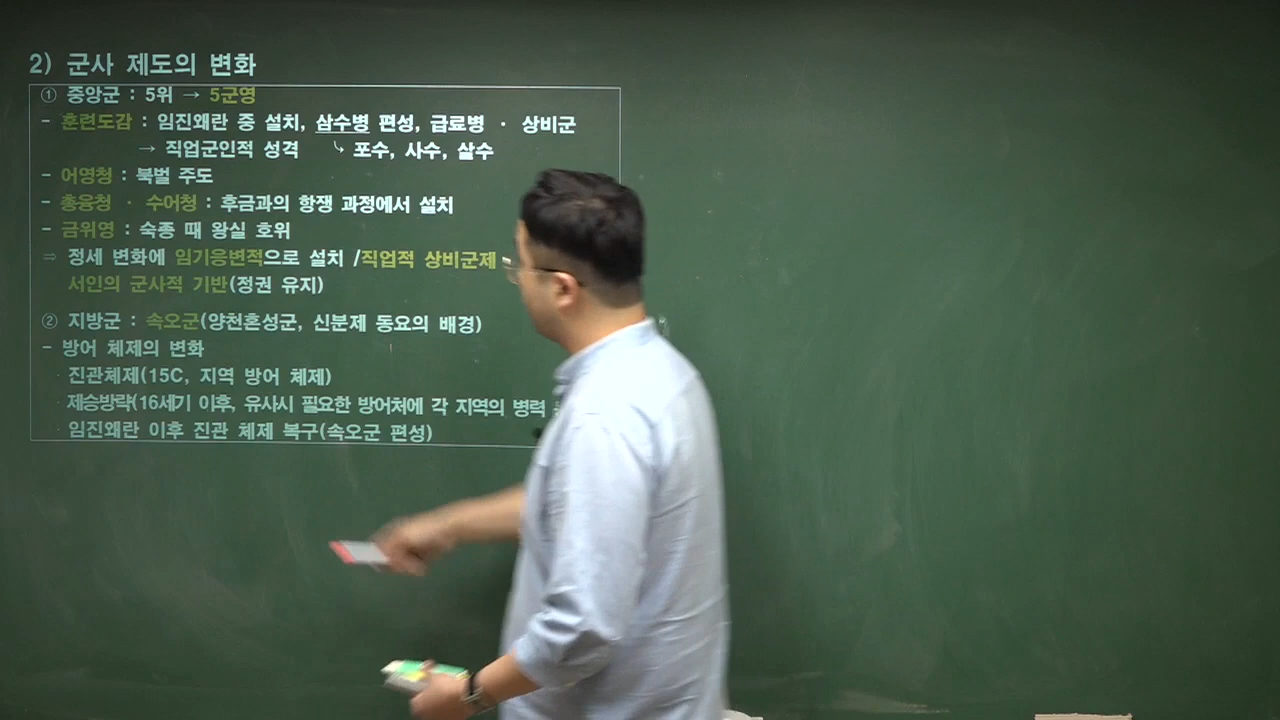 2) 군사 제도의 변화
① 중앙군 : 5위 → 5군영
- 훈련도감 : 임진왜란 중 설치, 삼수병 편성, 급료병 · 상비군
→ 직업군인적 성격 ↳ 포수, 사수, 살수
- 어영청 : 북벌 주도
- 총융청 · 수어청 : 후금과의 항쟁 과정에서 설치
- 금위영 : 숙종 때 왕실 호위
⇒ 정세 변화에 임기응변적으로 설치 /직업적 상비군제
서인의 군사적 기반(정권 유지)
② 지방군 : 속오군(양천혼성군, 신분제 동요의 배경)
- 방어 체제의 변화
· 진관체제(15C, 지역 방어 체제)
· 제승방략(16세기 이후, 유사시 필요한 방어처에 각 지역의 병력
· 임진왜란 이후 진관 체제 복구(속오군 편성)